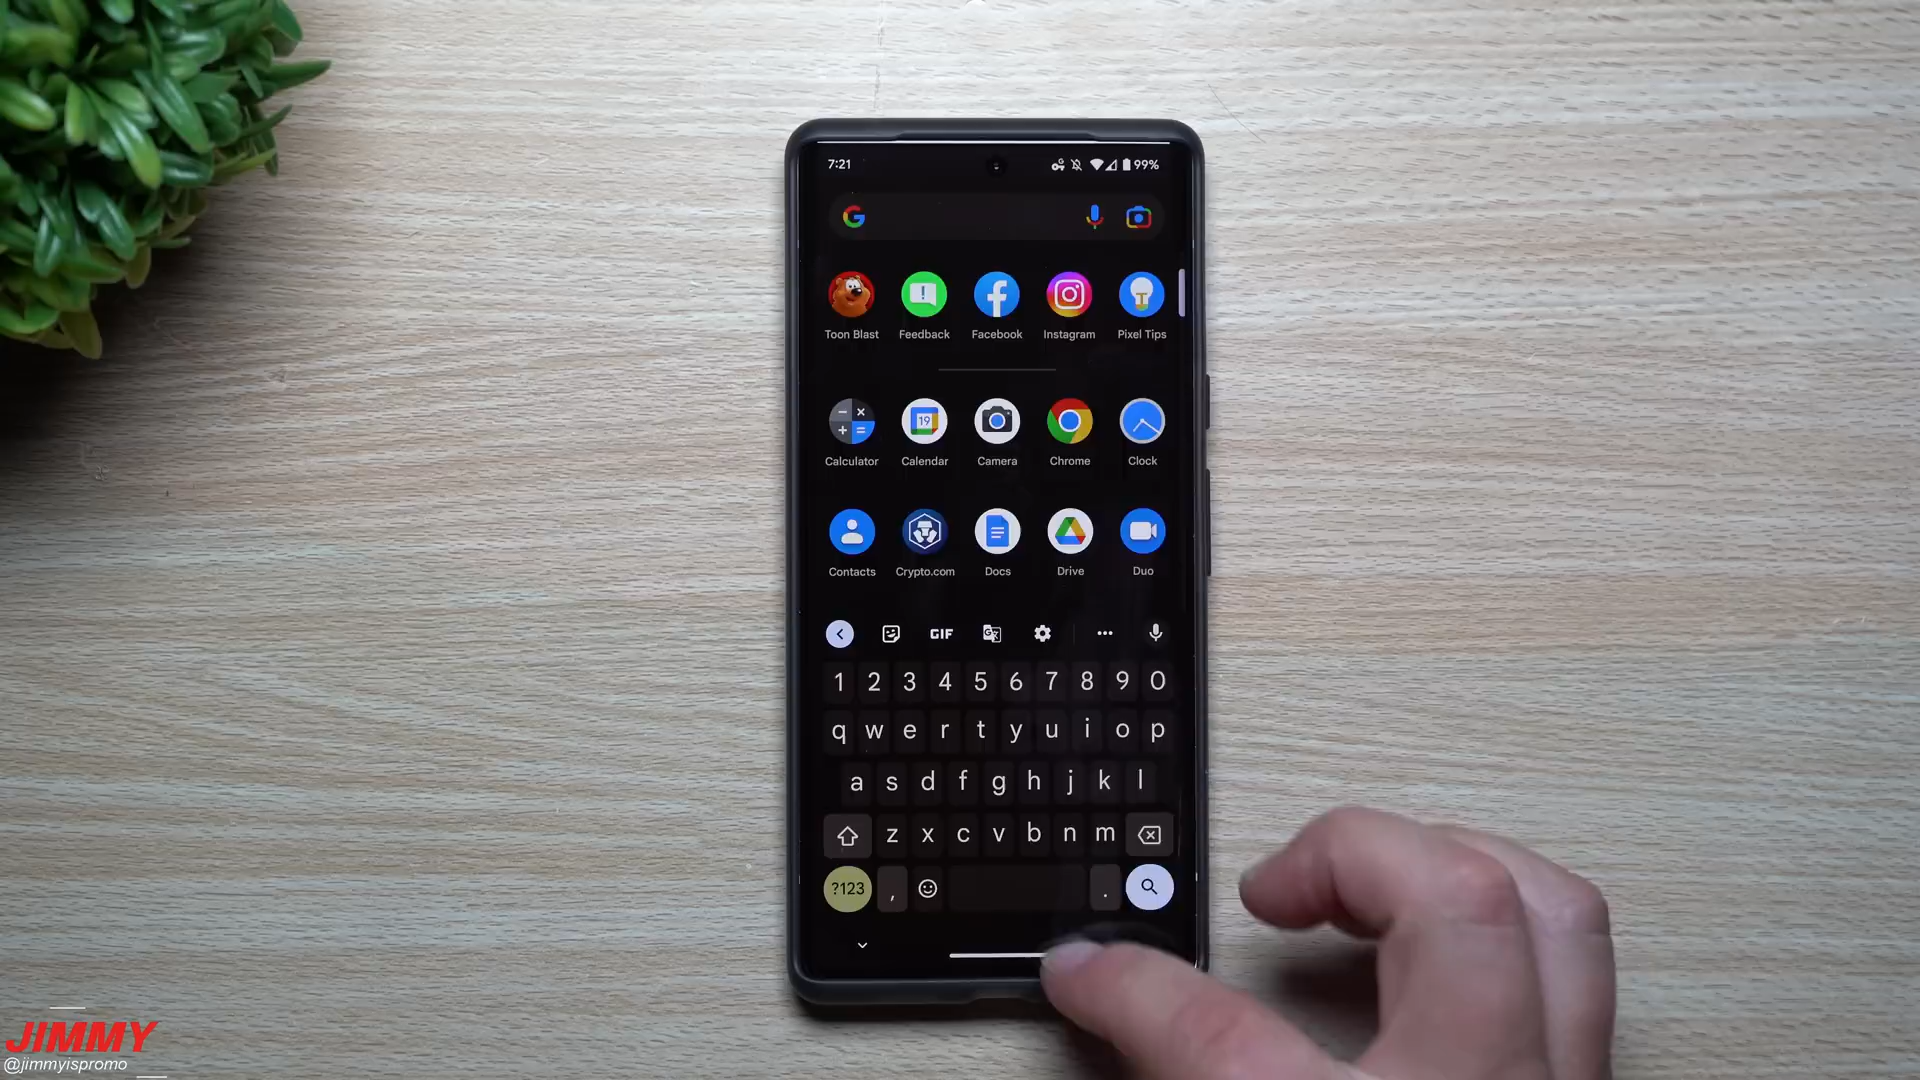 7:21 99%
Toon Blast Feedback Facebook Instagram Pixel Tips
19
Calculator Calendar Camera Chrome Clock
Contacts Crypto.com Docs Drive Duo
GIF
1 2 3 4 5 6 7 8 9 0
q w e r t y u i o p
a s d f g h j k l
z x c v b n m
?123 , .
JIMMY
@jimmyispromo